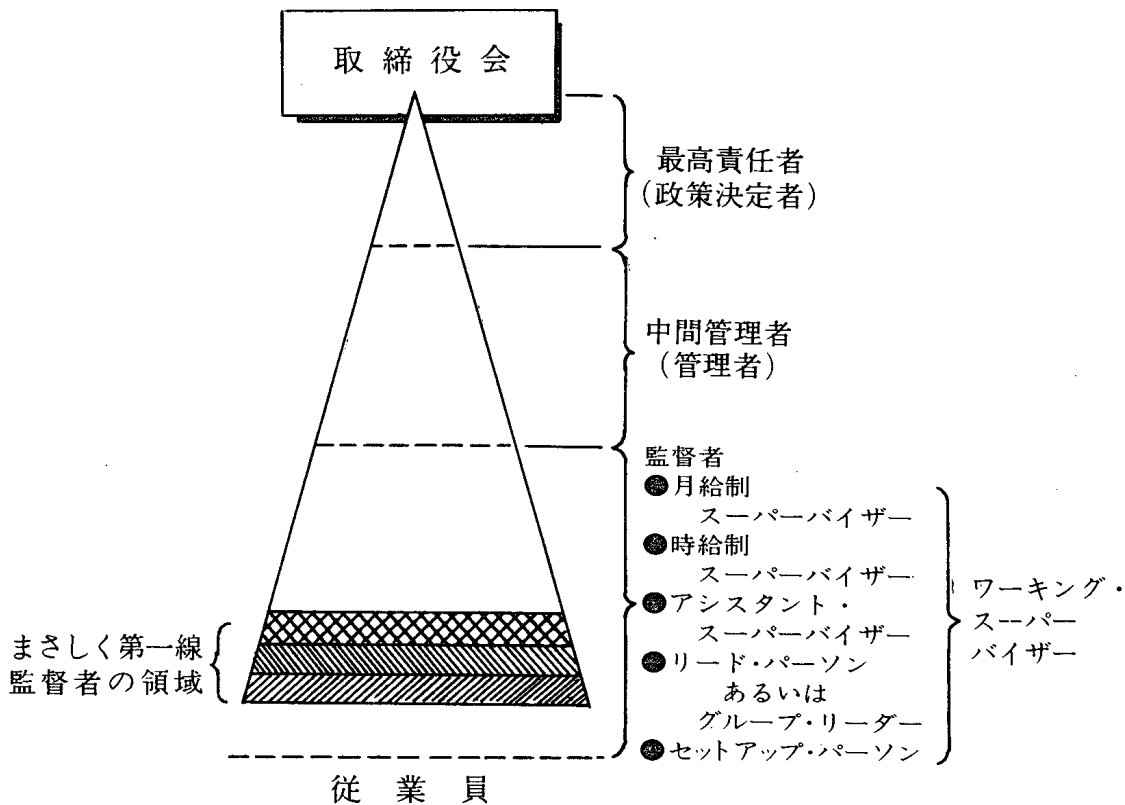 取締役会
最高責任者
(政策決定者)
中間管理者
(管理者)
監督者
●月給制
スーパーバイザー
●時給制
スーパーバイザー
●アシスタント・
スーパーバイザー
●リード・パーソン
あるいは
グループ・リーダー
●セットアップ・パーソン
ワーキング・
スーパー
バイザー
まさしく第一線
監督者の領域
従業員